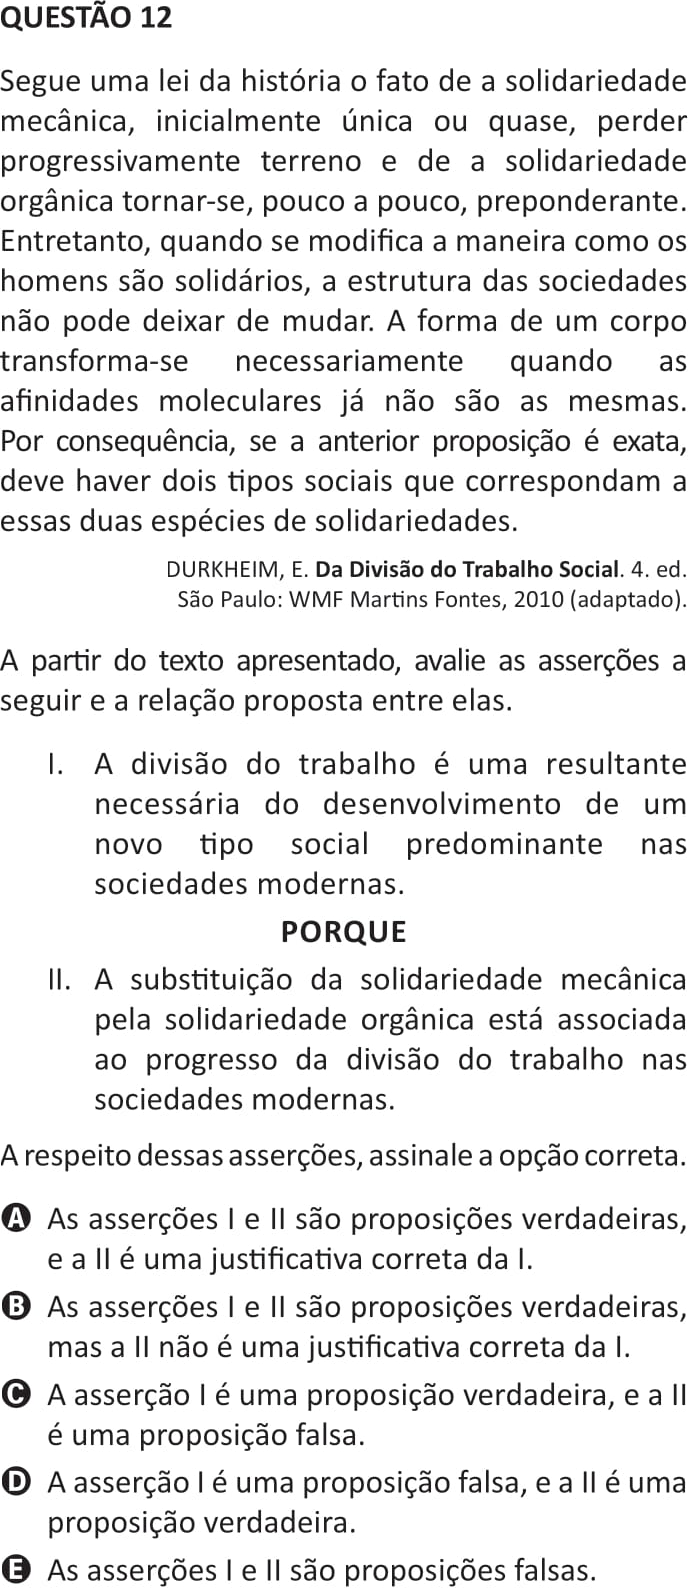 QUESTÃO 12
Segue uma lei da história o fato de a solidariedade
mecânica, inicialmente única ou quase, perder
progressivamente terreno e de a solidariedade
orgânica tornar-se, pouco a pouco, preponderante.
Entretanto, quando se modifica a maneira como os
homens são solidários, a estrutura das sociedades
não pode deixar de mudar. A forma de um corpo
transforma-se necessariamente quando as
afinidades moleculares já não são as mesmas.
Por consequência, se a anterior proposição é exata,
deve haver dois tipos sociais que correspondam a
essas duas espécies de solidariedades.
DURKHEIM, E. Da Divisão do Trabalho Social. 4. ed.
São Paulo: WMF Martins Fontes, 2010 (adaptado).
A partir do texto apresentado, avalie as asserções a
seguir e a relação proposta entre elas.
I. A divisão do trabalho é uma resultante
necessária do desenvolvimento de um
novo tipo social predominante nas
sociedades modernas.
PORQUE
II. A substituição da solidariedade mecânica
pela solidariedade orgânica está associada
ao progresso da divisão do trabalho nas
sociedades modernas.
A respeito dessas asserções, assinale a opção correta.
A As asserções I e II são proposições verdadeiras,
e a II é uma justificativa correta da I.
B As asserções I e II são proposições verdadeiras,
mas a II não é uma justificativa correta da I.
C A asserção I é uma proposição verdadeira, e a II
é uma proposição falsa.
D A asserção I é uma proposição falsa, e a II é uma
proposição verdadeira.
E As asserções I e II são proposições falsas.